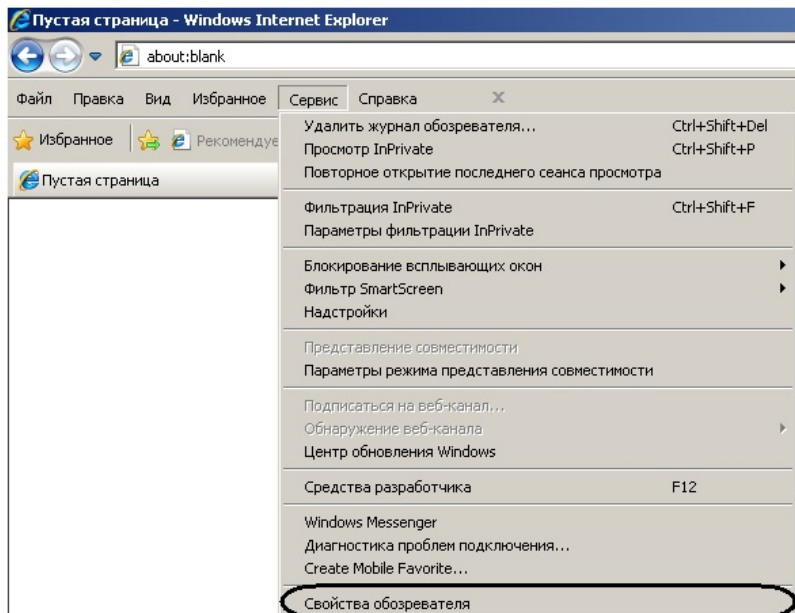 Пустая страница - Windows Internet Explorer
about:blank
Файл Правка Вид Избранное Сервис Справка x
Избранное Рекомендуе
Пустая страница
Удалить журнал обозревателя... Ctrl+Shift+Del
Просмотр InPrivate Ctrl+Shift+P
Повторное открытие последнего сеанса просмотра
Фильтрация InPrivate Ctrl+Shift+F
Параметры фильтрации InPrivate
Блокирование всплывающих окон
Фильтр SmartScreen
Надстройки
Представление совместимости
Параметры режима представления совместимости
Подписаться на веб-канал...
Обнаружение веб-канала
Центр обновления Windows
Средства разработчика F12
Windows Messenger
Диагностика проблем подключения...
Create Mobile Favorite...
Свойства обозревателя